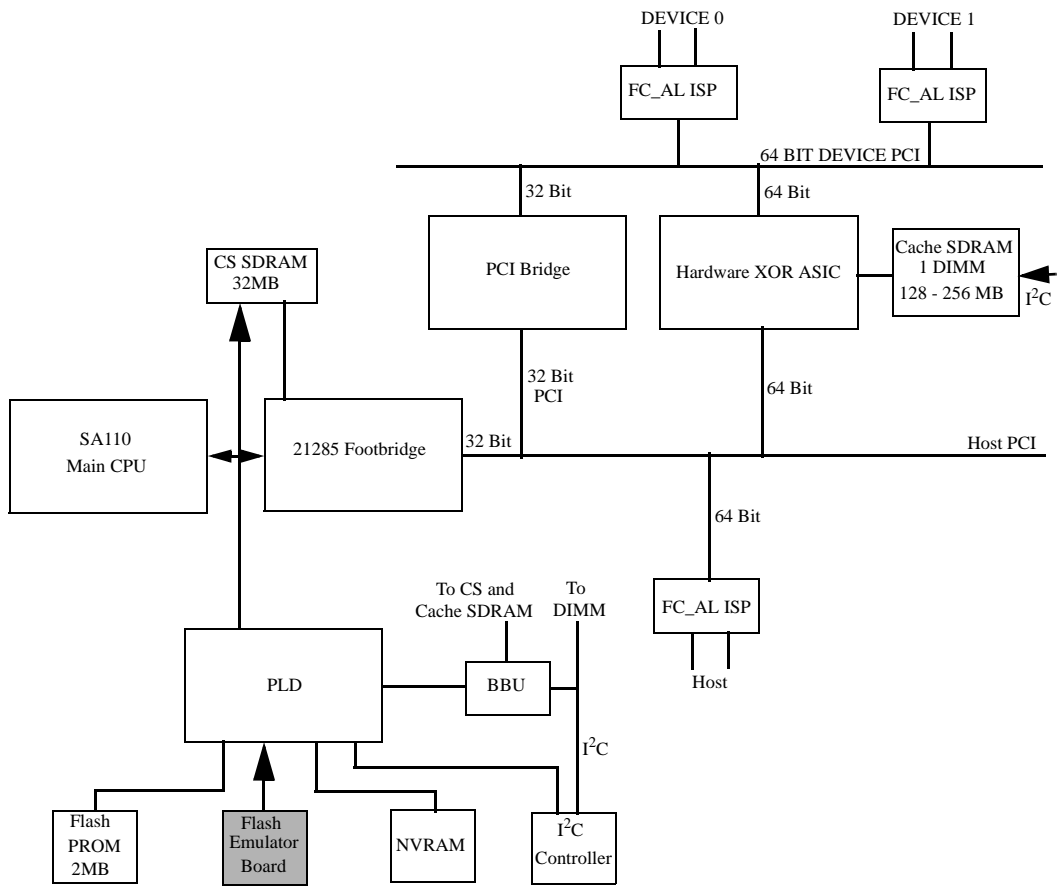 DEVICE 0
DEVICE 1
FC_AL ISP
FC_AL ISP
64 BIT DEVICE PCI
32 Bit
64 Bit
CS SDRAM
32MB
PCI Bridge
Hardware XOR ASIC
Cache SDRAM
1 DIMM
128 - 256 MB
I²C
32 Bit
PCI
64 Bit
SA110
Main CPU
21285 Footbridge
32 Bit
Host PCI
64 Bit
To CS and
Cache SDRAM
To
DIMM
FC_AL ISP
PLD
BBU
Host
I²C
Flash
PROM
2MB
Flash
Emulator
Board
NVRAM
I²C
Controller